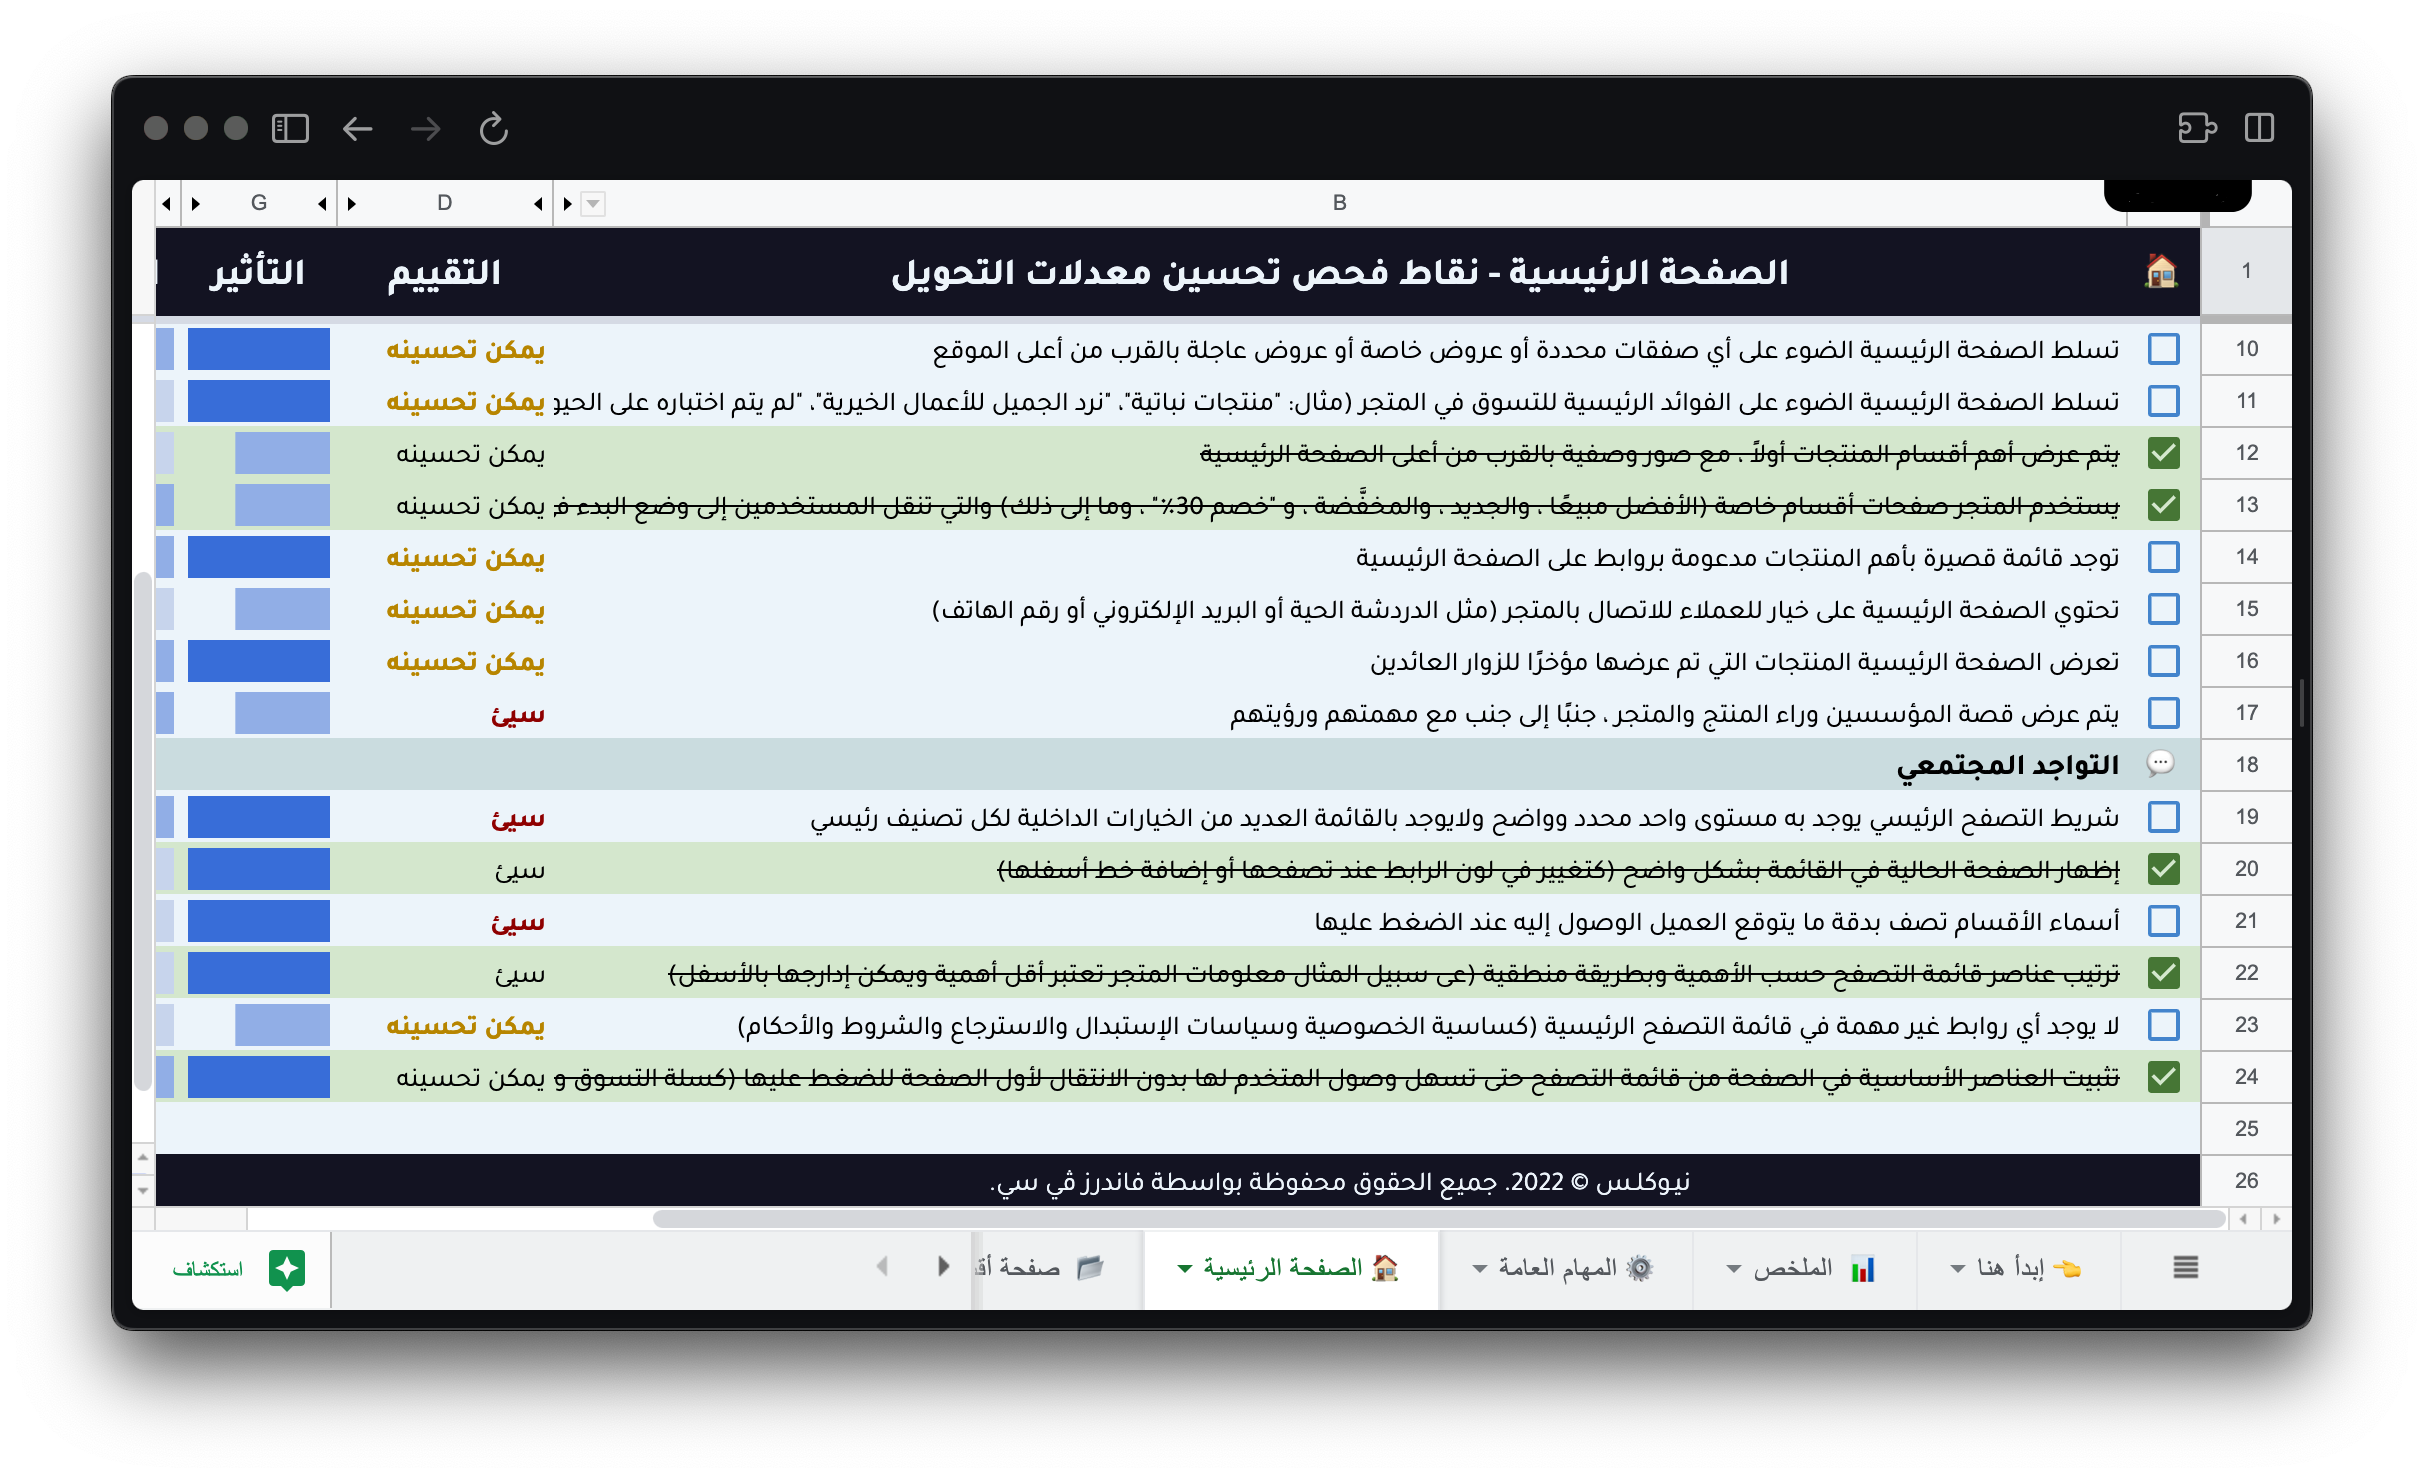 B D G
1 الصفحة الرئيسية - نقاط فحص تحسين معدلات التحويل التقييم التأثير
10 تسلط الصفحة الرئيسية الضوء على أي صفقات محددة أو عروض خاصة أو عروض عاجلة بالقرب من أعلى الموقع يمكن تحسينه
11 تسلط الصفحة الرئيسية الضوء على الفوائد الرئيسية للتسوق في المتجر (مثال: "منتجات نباتية"، "نرد الجميل للأعمال الخيرية"، "لم يتم اختباره على الحيو يمكن تحسينه
12 يتم عرض أهم أقسام المنتجات أولاً ، مع صور وصفية بالقرب من أعلى الصفحة الرئيسية يمكن تحسينه
13 يستخدم المتجر صفحات أقسام خاصة (الأفضل مبيعًا ، والجديد ، والمخفَّضة ، و "خصم 30٪" ، وما إلى ذلك) والتي تنقل المستخدمين إلى وضع البدء ف يمكن تحسينه
14 توجد قائمة قصيرة بأهم المنتجات مدعومة بروابط على الصفحة الرئيسية يمكن تحسينه
15 تحتوي الصفحة الرئيسية على خيار للعملاء للاتصال بالمتجر (مثل الدردشة الحية أو البريد الإلكتروني أو رقم الهاتف) يمكن تحسينه
16 تعرض الصفحة الرئيسية المنتجات التي تم عرضها مؤخرًا للزوار العائدين يمكن تحسينه
17 يتم عرض قصة المؤسسين وراء المنتج والمتجر ، جنبًا إلى جنب مع مهمتهم ورؤيتهم سيئ
18 التواجد المجتمعي
19 شريط التصفح الرئيسي يوجد به مستوى واحد محدد وواضح ولايوجد بالقائمة العديد من الخيارات الداخلية لكل تصنيف رئيسي سيئ
20 إظهار الصفحة الحالية في القائمة بشكل واضح (كتغيير في لون الرابط عند تصفحها أو إضافة خط أسفلها) سيئ
21 أسماء الأقسام تصف بدقة ما يتوقع العميل الوصول إليه عند الضغط عليها سيئ
22 ترتيب عناصر قائمة التصفح حسب الأهمية وبطريقة منطقية (عى سبيل المثال معلومات المتجر تعتبر أقل أهمية ويمكن إدارجها بالأسفل) سيئ
23 لا يوجد أي روابط غير مهمة في قائمة التصفح الرئيسية (كساسية الخصوصية وسياسات الإستبدال والاسترجاع والشروط والأحكام) يمكن تحسينه
24 تثبيت العناصر الأساسية في الصفحة من قائمة التصفح حتى تسهل وصول المتخدم لها بدون الانتقال لأول الصفحة للضغط عليها (كسلة التسوق و يمكن تحسينه
25
26 نيوكلس © 2022. جميع الحقوق محفوظة بواسطة فاندرز ڤي سي.
إبدأ هنا الملخص المهام العامة الصفحة الرئيسية صفحة أق استكشاف